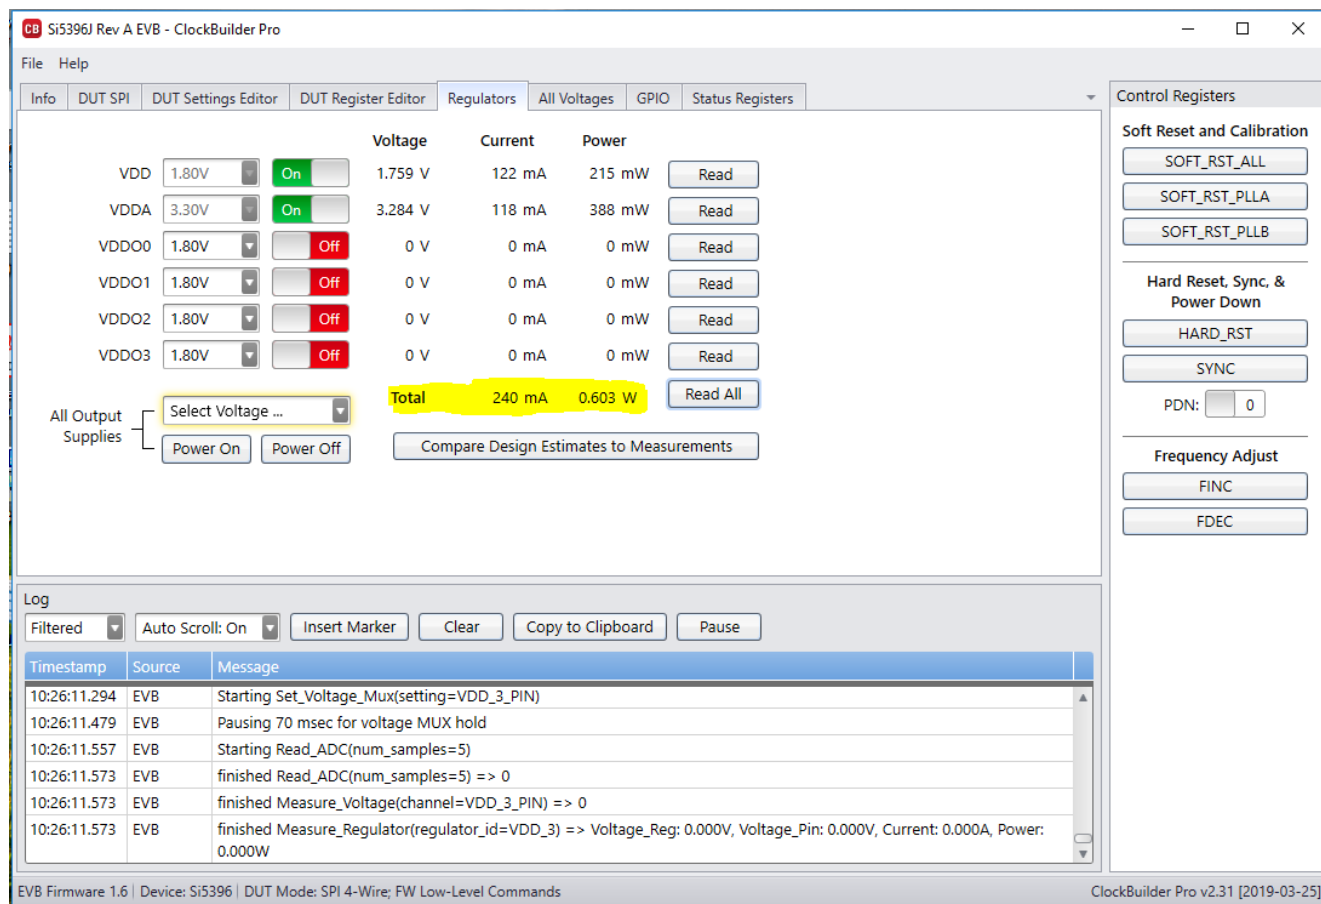 CB Si5396J Rev A EVB - ClockBuilder Pro
File Help
Info DUT SPI DUT Settings Editor DUT Register Editor Regulators All Voltages GPIO Status Registers
Voltage Current Power
VDD 1.80V On 1.759 V 122 mA 215 mW Read
VDDA 3.30V On 3.284 V 118 mA 388 mW Read
VDDO0 1.80V Off 0 V 0 mA 0 mW Read
VDDO1 1.80V Off 0 V 0 mA 0 mW Read
VDDO2 1.80V Off 0 V 0 mA 0 mW Read
VDDO3 1.80V Off 0 V 0 mA 0 mW Read
Total 240 mA 0.603 W Read All
All Output Supplies
Select Voltage ...
Power On Power Off
Compare Design Estimates to Measurements
Control Registers
Soft Reset and Calibration
SOFT_RST_ALL
SOFT_RST_PLLA
SOFT_RST_PLLB
Hard Reset, Sync, &
Power Down
HARD_RST
SYNC
PDN: 0
Frequency Adjust
FINC
FDEC
Log
Filtered Auto Scroll: On Insert Marker Clear Copy to Clipboard Pause
Timestamp Source Message
10:26:11.294 EVB Starting Set_Voltage_Mux(setting=VDD_3_PIN)
10:26:11.479 EVB Pausing 70 msec for voltage MUX hold
10:26:11.557 EVB Starting Read_ADC(num_samples=5)
10:26:11.573 EVB finished Read_ADC(num_samples=5) => 0
10:26:11.573 EVB finished Measure_Voltage(channel=VDD_3_PIN) => 0
10:26:11.573 EVB finished Measure_Regulator(regulator_id=VDD_3) => Voltage_Reg: 0.000V, Voltage_Pin: 0.000V, Current: 0.000A, Power:
0.000W
EVB Firmware 1.6 | Device: Si5396 | DUT Mode: SPI 4-Wire; FW Low-Level Commands ClockBuilder Pro v2.31 [2019-03-25]